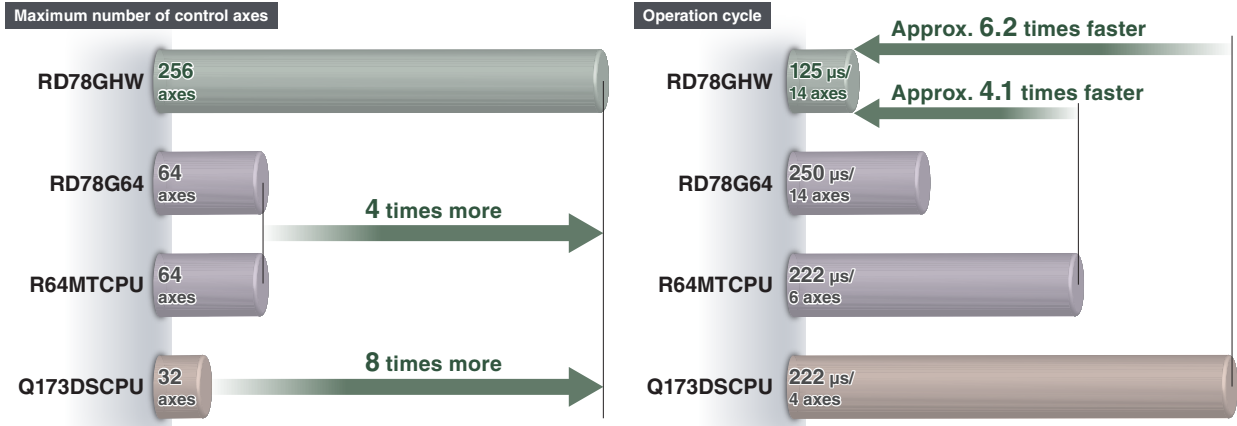 Maximum number of control axes
RD78GHW
256
axes
RD78G64
64
axes
4 times more
R64MTCPU
64
axes
Q173DSCPU
32
axes
8 times more
Operation cycle
Approx. 6.2 times faster
RD78GHW
125 µs/
14 axes
Approx. 4.1 times faster
RD78G64
250 µs/
14 axes
R64MTCPU
222 µs/
6 axes
Q173DSCPU
222 µs/
4 axes